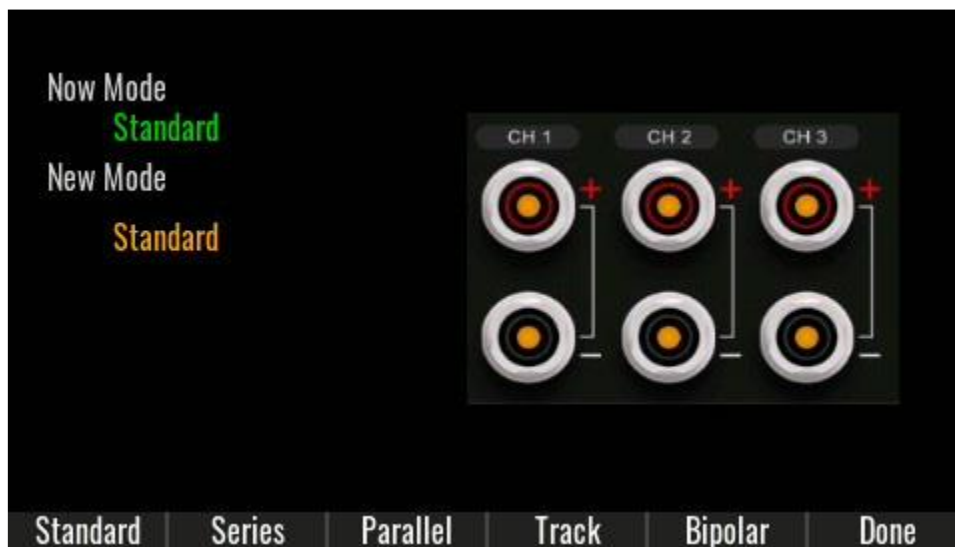 Now Mode
Standard
New Mode
Standard
CH 1 CH 2 CH 3
+ + +
− − −
Standard Series Parallel Track Bipolar Done